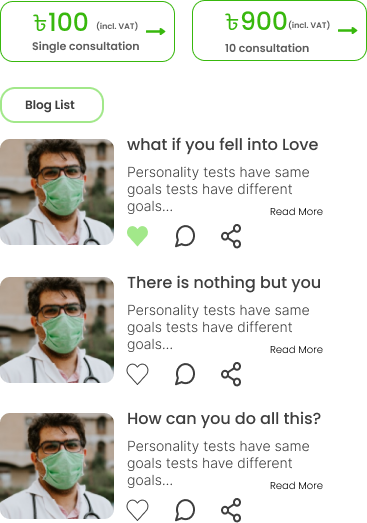 ৳100 (incl. VAT)
Single consultation
৳900 (incl. VAT)
10 consultation
Blog List
what if you fell into Love
Personality tests have same
goals tests have different
goals...
Read More
There is nothing but you
Personality tests have same
goals tests have different
goals...
Read More
How can you do all this?
Personality tests have same
goals tests have different
goals...
Read More